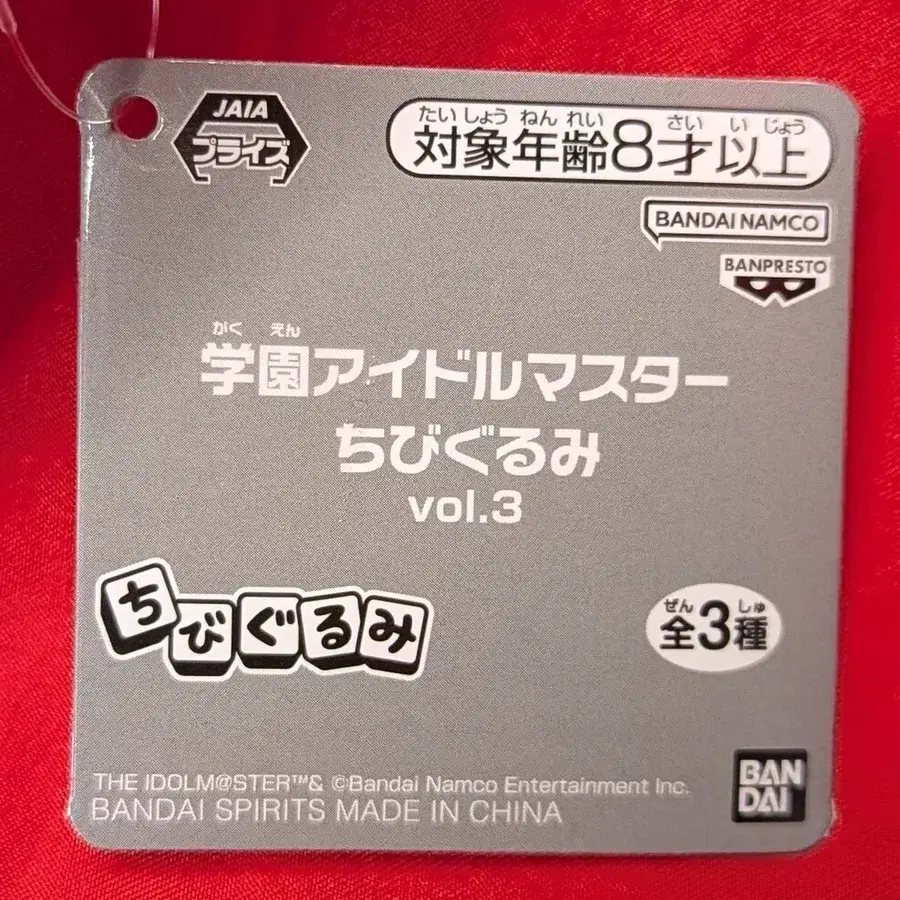 JAIA
プライズ
たいしょうねんれい さい いじょう
対象年齢8才以上
BANDAI NAMCO
BANPRESTO
がく えん
学園アイドルマスター
ちびぐるみ
vol.3
ちびぐるみ
ぜん しゅ
全3種
THE IDOLM@STER™& ©Bandai Namco Entertainment Inc.
BANDAI SPIRITS MADE IN CHINA
BAN
DAI